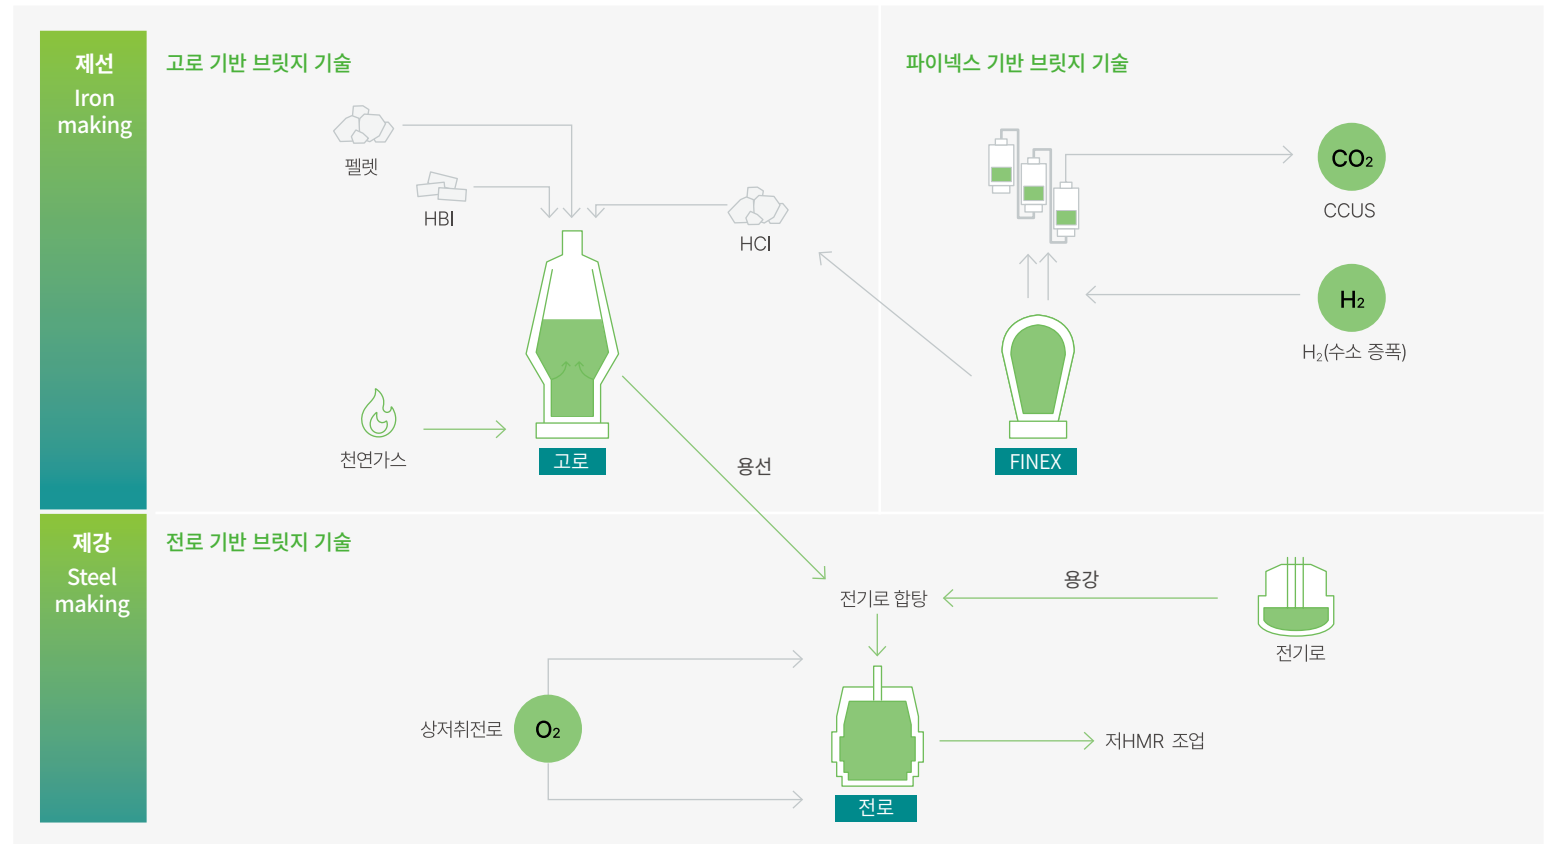 제선
Iron
making
고로 기반 브릿지 기술
펠렛
HBI
HCI
천연가스
고로
용선
파이넥스 기반 브릿지 기술
CO₂
CCUS
H₂
H₂(수소 증폭)
FINEX
제강
Steel
making
전로 기반 브릿지 기술
전기로 합탕
용강
전기로
상저취전로
O₂
저HMR 조업
전로